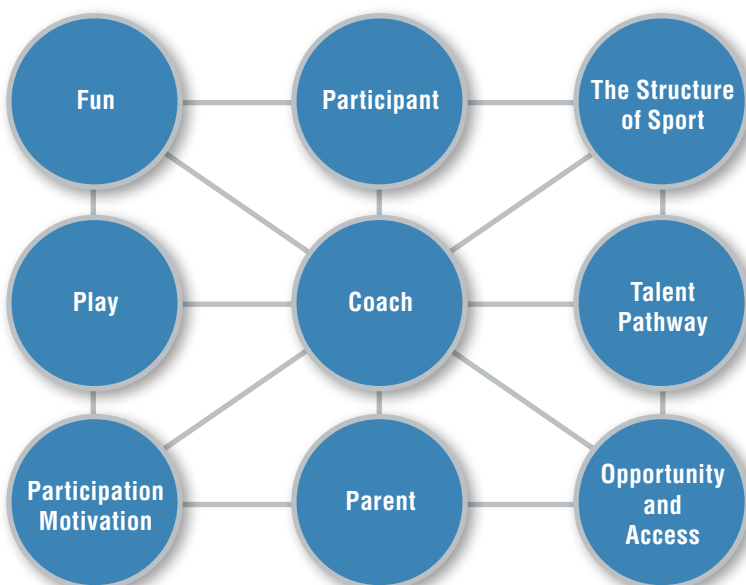 Fun
Participant
The Structure
of Sport
Play
Coach
Talent
Pathway
Participation
Motivation
Parent
Opportunity
and
Access